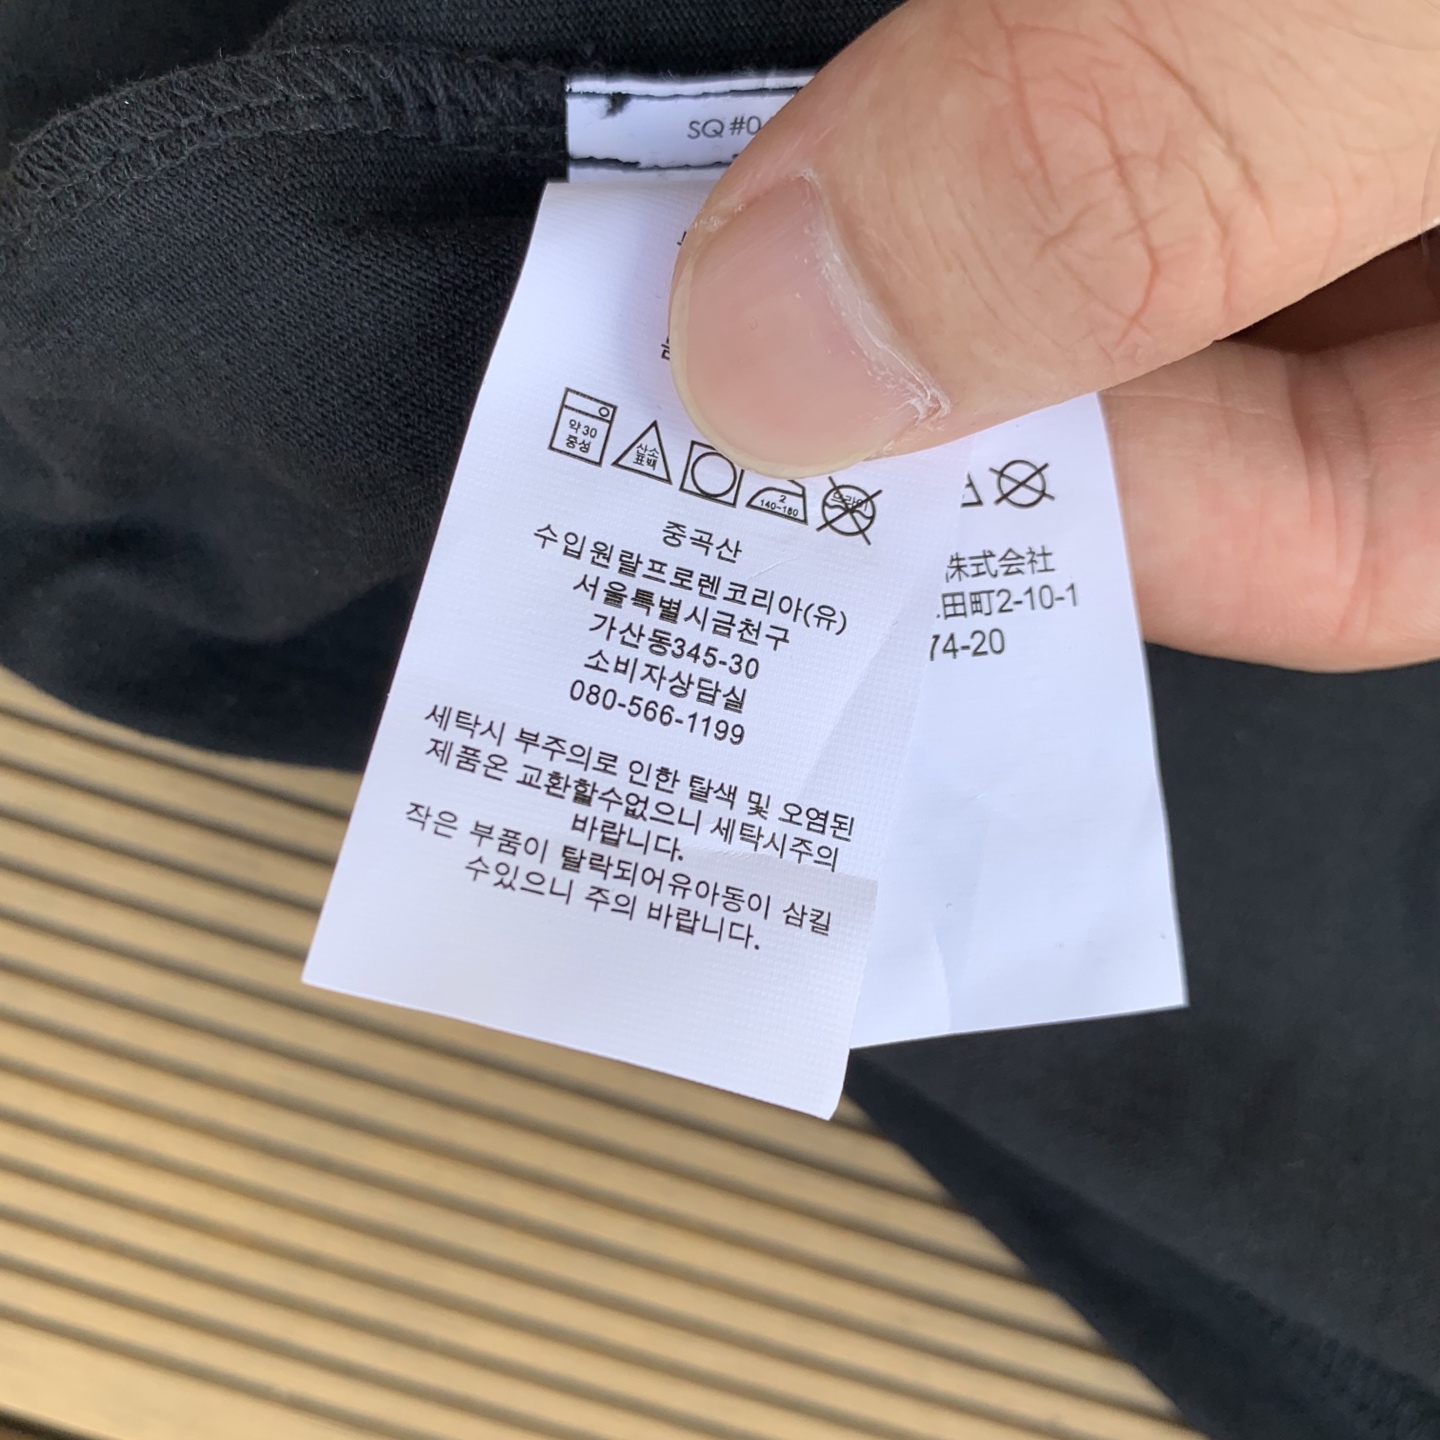 SQ #0
약 30
중성
산소
표백
2
140~160
드라이
중국산
수입원랄프로렌코리아(유)
서울특별시금천구
가산동345-30
소비자상담실
080-566-1199
세탁시 부주의로 인한 탈색 및 오염된
제품은 교환할수없으니 세탁시주의
바랍니다.
작은 부품이 탈락되어유아동이 삼킬
수있으니 주의 바랍니다.
株式会社
田町2-10-1
74-20